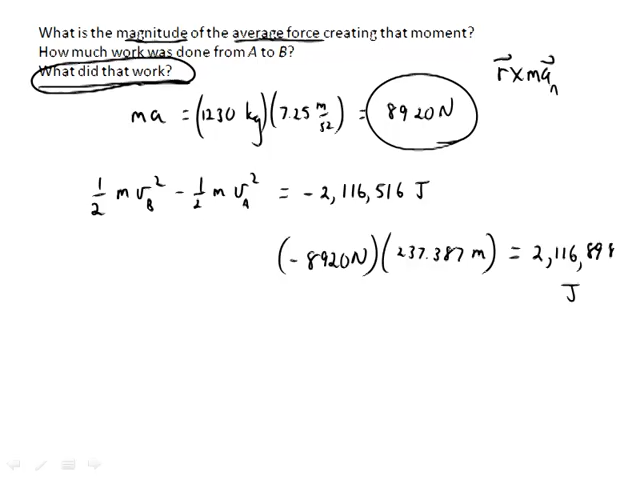 What is the magnitude of the average force creating that moment?
How much work was done from A to B?
What did that work?
r⃗ × ma⃗ₙ
ma = (1230 kg)(7.25 m/s2) = 8920 N
1/2 m v_B² - 1/2 m v_A² = - 2,116,516 J
(- 8920N)(237.387 m) = 2,116,898
J